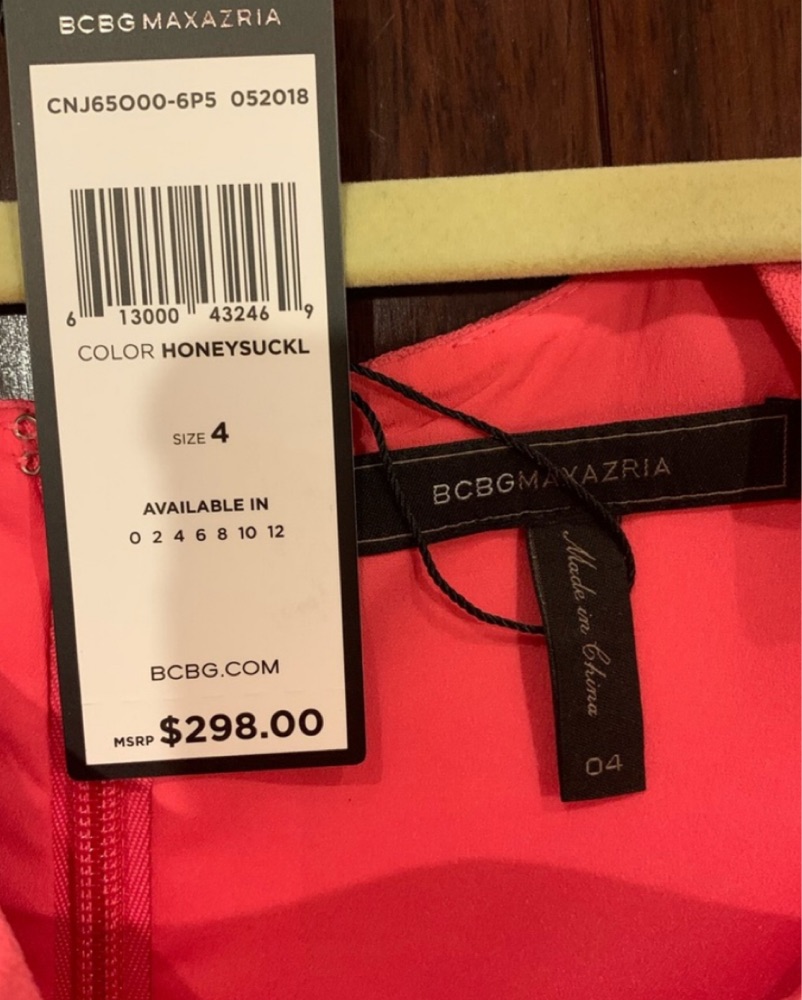 BCBGMAXAZRIA
CNJ65O00-6P5 052018
6 13000 43246 9
COLOR HONEYSUCKL
SIZE 4
AVAILABLE IN
0 2 4 6 8 10 12
BCBG.COM
MSRP $298.00
BCBGMAXAZRIA
Made in China
04